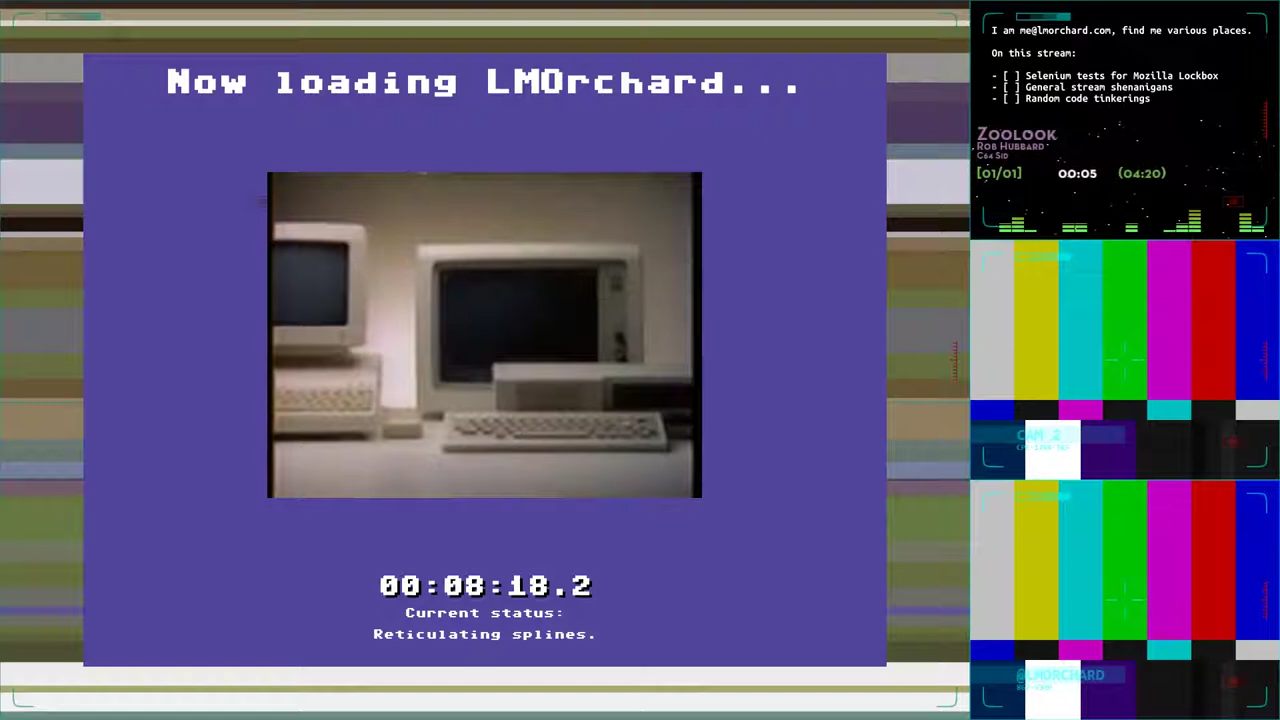 Now loading LMOrchard...
00:08:18.2
Current status:
Reticulating splines.
I am me@lmorchard.com, find me various places.
On this stream:
- [ ] Selenium tests for Mozilla Lockbox
- [ ] General stream shenanigans
- [ ] Random code tinkerings
Zoolook
Rob Hubbard
C64 Sid
[01/01] 00:05 (04:20)
CAM 2
@LMORCHARD